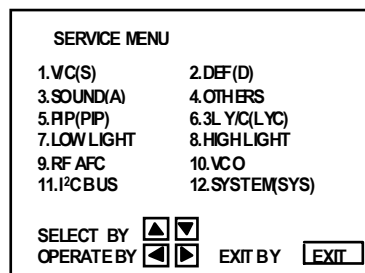 SERVICE MENU
1.V/C(S) 2.DEF(D)
3.SOUND(A) 4.OTHERS
5.PIP(PIP) 6.3L Y/C(LYC)
7.LOW LIGHT 8.HIGH LIGHT
9.RF AFC 10.VCO
11.I²C BUS 12.SYSTEM(SYS)
SELECT BY ▲ ▼
OPERATE BY ◀ ▶ EXIT BY EXIT